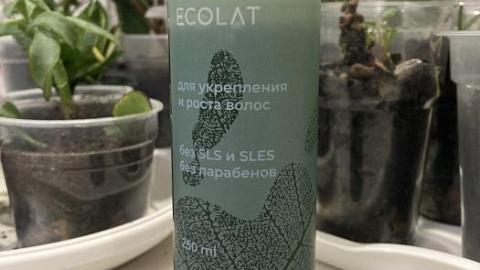 ECOLAT
для укрепления
и роста волос
без SLS и SLES
без парабенов
250 ml